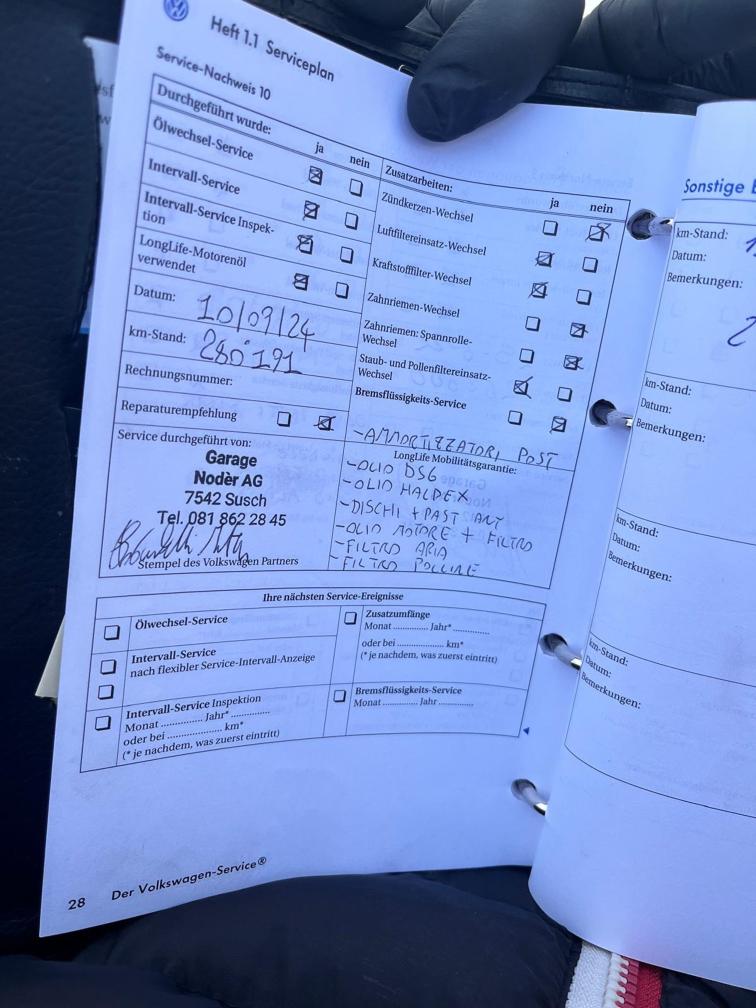 Heft 1.1 Serviceplan
Service-Nachweis 10
Durchgeführt wurde:
ja nein
Ölwechsel-Service
Intervall-Service
Intervall-Service Inspek-
tion
LongLife-Motorenöl
verwendet
Datum: 10/09/24
km-Stand: 280'191
Rechnungsnummer:
Reparaturempfehlung
Zusatzarbeiten:
ja nein
Zündkerzen-Wechsel
Luftfiltereinsatz-Wechsel
Kraftstofffilter-Wechsel
Zahnriemen-Wechsel
Zahnriemen: Spannrolle-
Wechsel
Staub- und Pollenfiltereinsatz-
Wechsel
Bremsflüssigkeits-Service
-AMMORTIZZATORI POST
Service durchgeführt von:
Garage
Nodèr AG
7542 Susch
Tel. 081 862 28 45
Stempel des Volkswagen Partners
LongLife Mobilitätsgarantie:
-OLIO DSG
-OLIO HALDEX
-DISCHI + PAST ANT
-OLIO MOTORE + FILTRO
-FILTRO ARIA
-FILTRO POLLINE
Ihre nächsten Service-Ereignisse
Ölwechsel-Service
Intervall-Service
nach flexibler Service-Intervall-Anzeige
Intervall-Service Inspektion
Monat .............. Jahr* ..............
oder bei .................... km*
(* je nachdem, was zuerst eintritt)
Zusatzumfänge
Monat .............. Jahr* ..............
oder bei .................... km*
(* je nachdem, was zuerst eintritt)
Bremsflüssigkeits-Service
Monat .............. Jahr ..............
28 Der Volkswagen-Service®
Sonstige
km-Stand:
Datum:
Bemerkungen:
2
km-Stand:
Datum:
Bemerkungen:
km-Stand:
Datum:
Bemerkungen:
km-Stand:
Datum:
Bemerkungen: